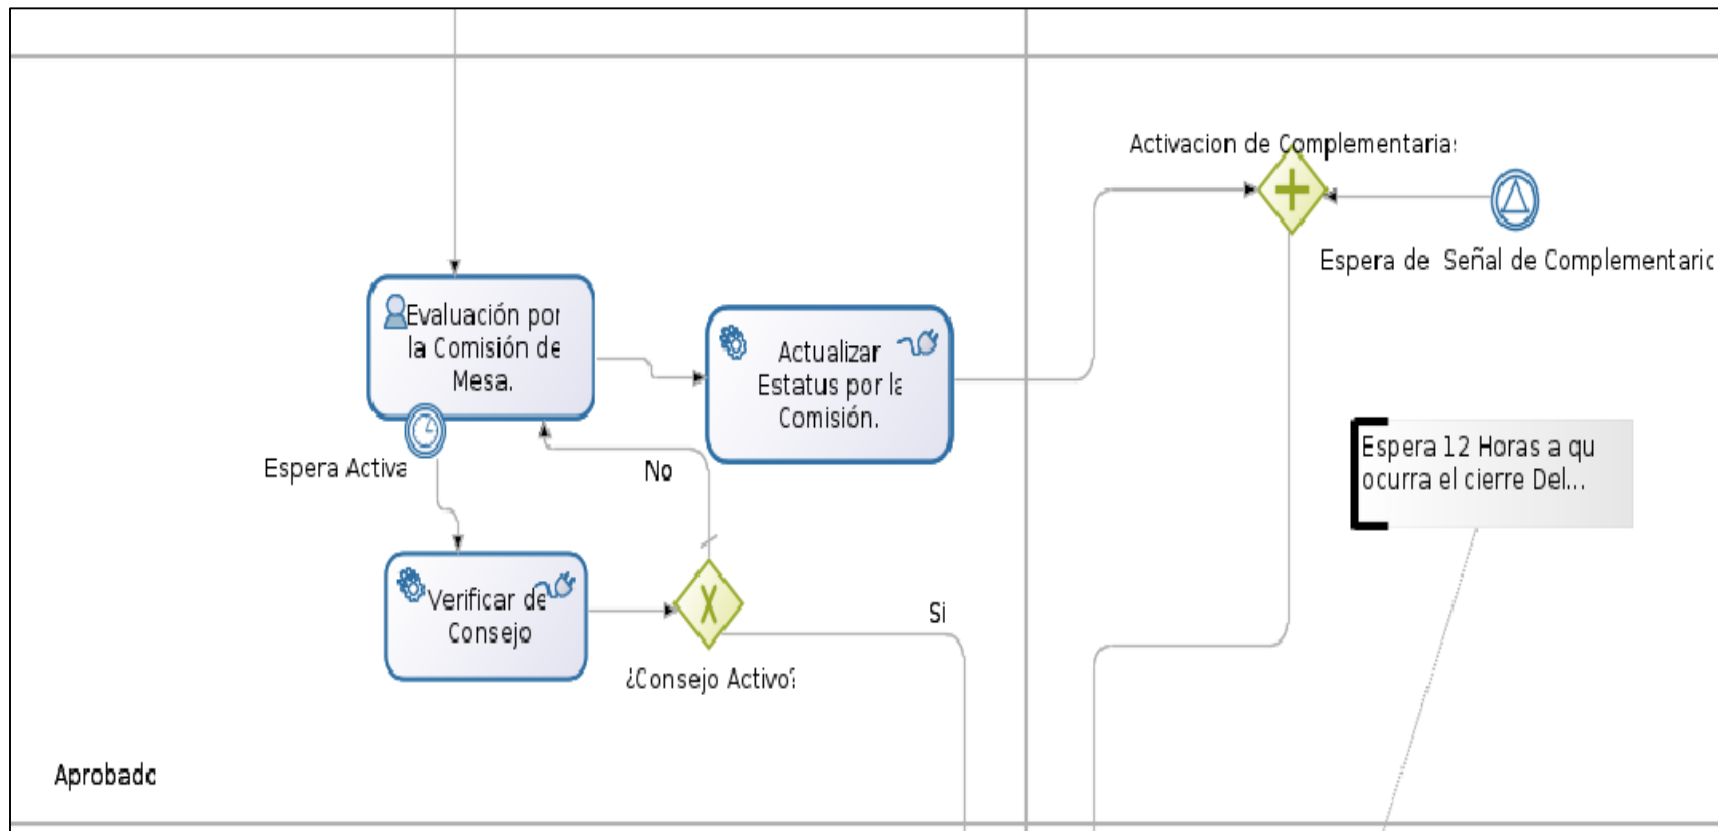 Activacion de Complementarias
Espera de Señal de Complementaric
Evaluación por
la Comisión de
Mesa.
Actualizar
Estatus por la
Comisión.
Espera Activa
No
Espera 12 Horas a qu
ocurra el cierre Del...
Verificar de
Consejo
Si
¿Consejo Activo?
Aprobado